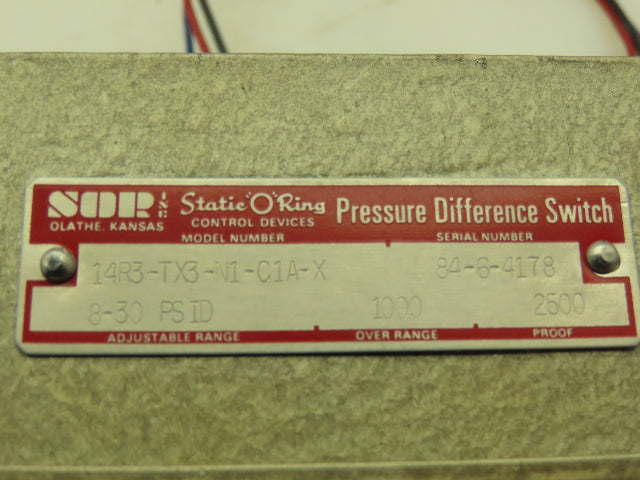 SOR INC Static "O" Ring Pressure Difference Switch
OLATHE, KANSAS CONTROL DEVICES
MODEL NUMBER SERIAL NUMBER
14R3-TX3-N1-C1A-X 84-6-4178
8-30 PSID 1000 2500
ADJUSTABLE RANGE OVER RANGE PROOF